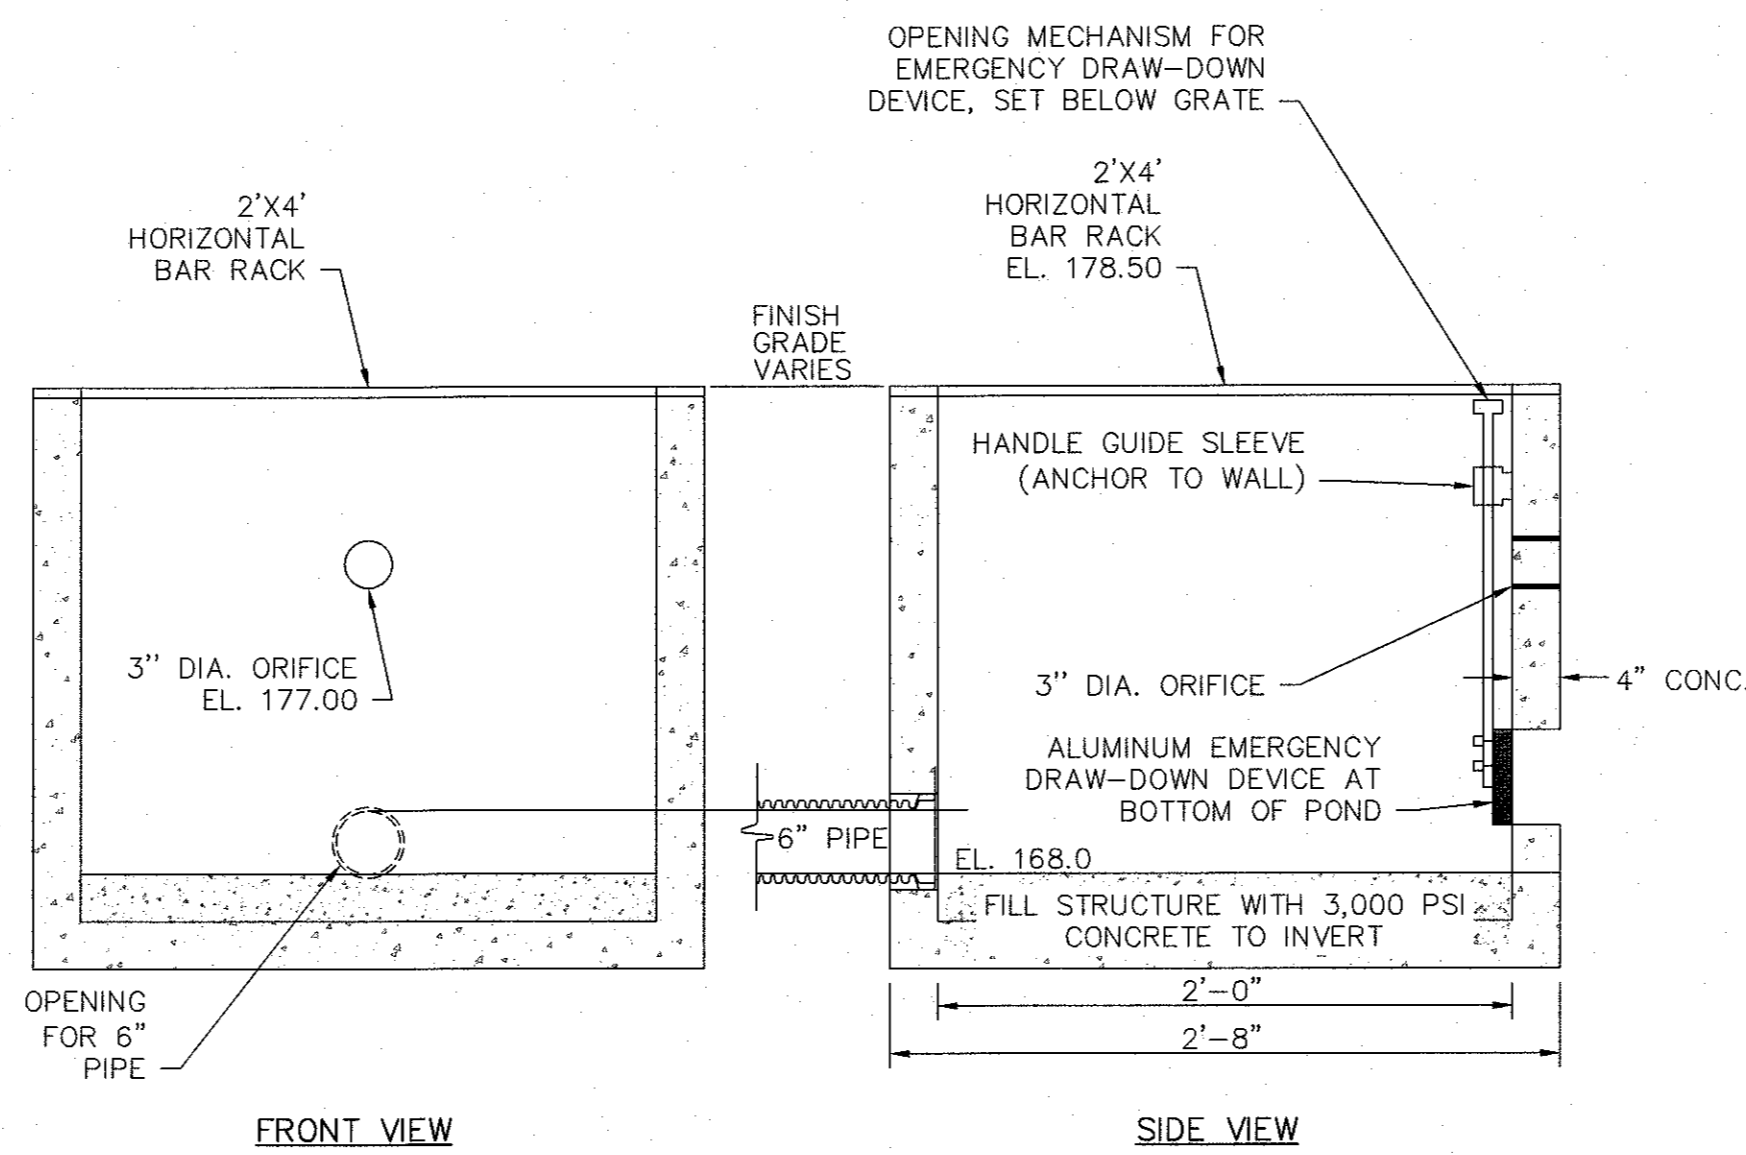 OPENING MECHANISM FOR
EMERGENCY DRAW-DOWN
DEVICE, SET BELOW GRATE
2'X4'
HORIZONTAL
BAR RACK
2'X4'
HORIZONTAL
BAR RACK
EL. 178.50
FINISH
GRADE
VARIES
HANDLE GUIDE SLEEVE
(ANCHOR TO WALL)
3" DIA. ORIFICE
EL. 177.00
3" DIA. ORIFICE
4" CONC.
ALUMINUM EMERGENCY
DRAW-DOWN DEVICE AT
BOTTOM OF POND
6" PIPE
EL. 168.0
FILL STRUCTURE WITH 3,000 PSI
CONCRETE TO INVERT
OPENING
FOR 6"
PIPE
2'-0"
2'-8"
FRONT VIEW
SIDE VIEW